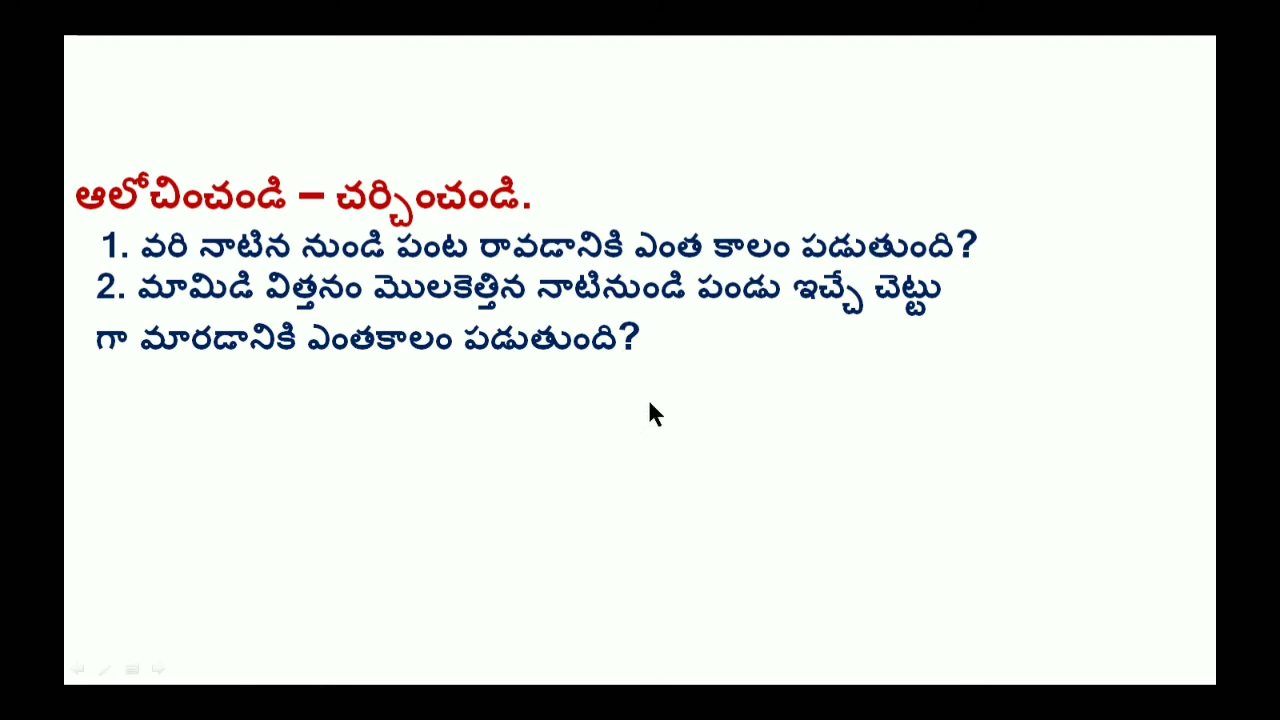 ఆలోచించండి – చర్చించండి.
1. వరి నాటిన నుండి పంట రావడానికి ఎంత కాలం పడుతుంది?
2. మామిడి విత్తనం మొలకెత్తిన నాటినుండి పండు ఇచ్చే చెట్టు
గా మారడానికి ఎంతకాలం పడుతుంది?